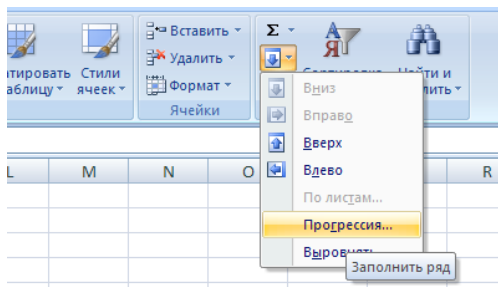 Вставить
Σ
Удалить
тировать Стили
аблицу ячеек
Формат
Ячейки
Вниз
Вправо
Вверх
Влево
По листам...
Прогрессия...
Выровнять
Заполнить ряд
L M N O R